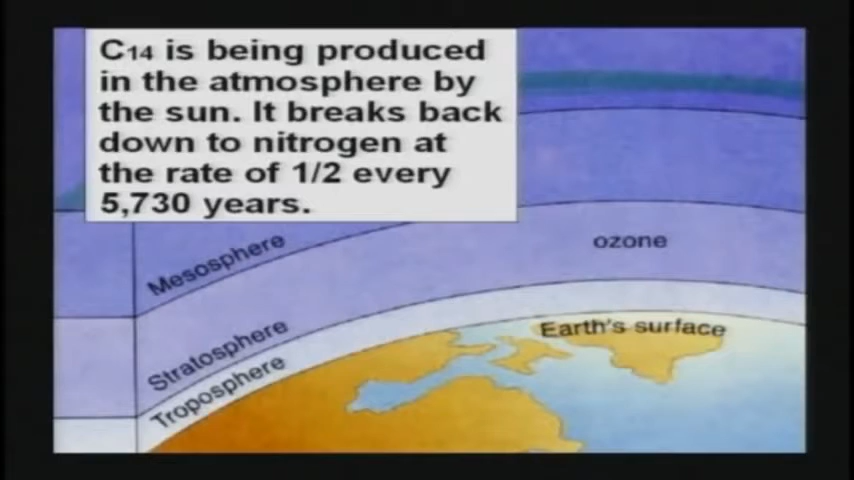 C14 is being produced
in the atmosphere by
the sun. It breaks back
down to nitrogen at
the rate of 1/2 every
5,730 years.
Mesosphere
ozone
Stratosphere
Earth's surface
Troposphere